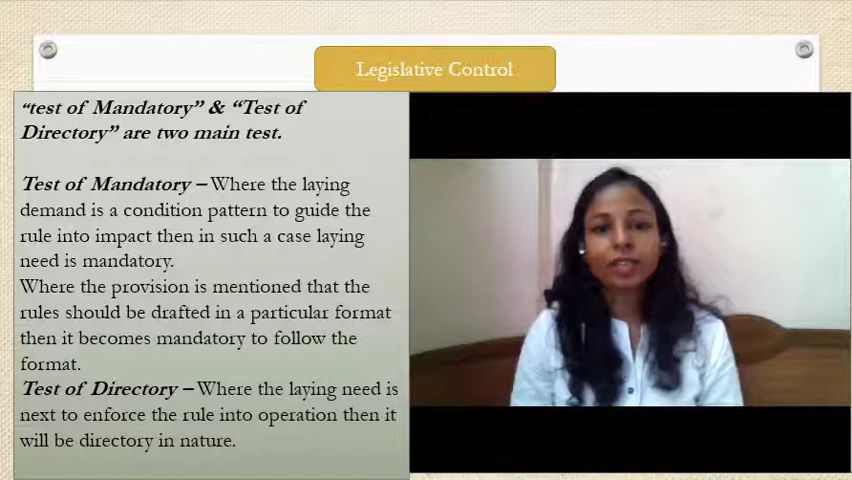 Legislative Control
“test of Mandatory” & “Test of
Directory” are two main test.
Test of Mandatory – Where the laying
demand is a condition pattern to guide the
rule into impact then in such a case laying
need is mandatory.
Where the provision is mentioned that the
rules should be drafted in a particular format
then it becomes mandatory to follow the
format.
Test of Directory – Where the laying need is
next to enforce the rule into operation then it
will be directory in nature.